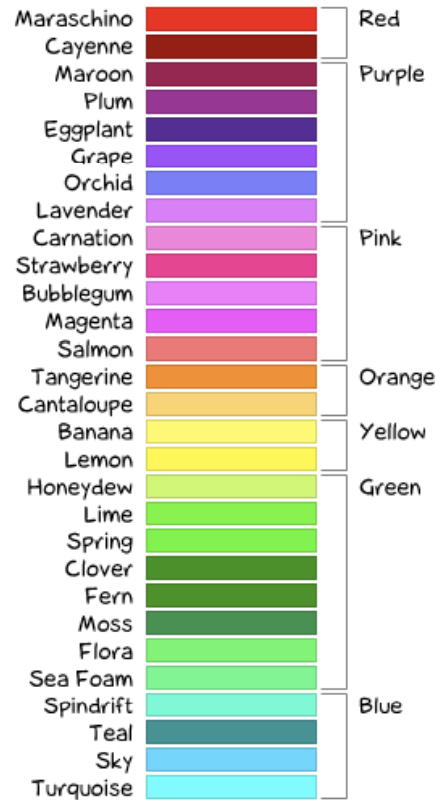 Maraschino Red
Cayenne
Maroon Purple
Plum
Eggplant
Grape
Orchid
Lavender
Carnation Pink
Strawberry
Bubblegum
Magenta
Salmon
Tangerine Orange
Cantaloupe
Banana Yellow
Lemon
Honeydew Green
Lime
Spring
Clover
Fern
Moss
Flora
Sea Foam
Spindrift Blue
Teal
Sky
Turquoise